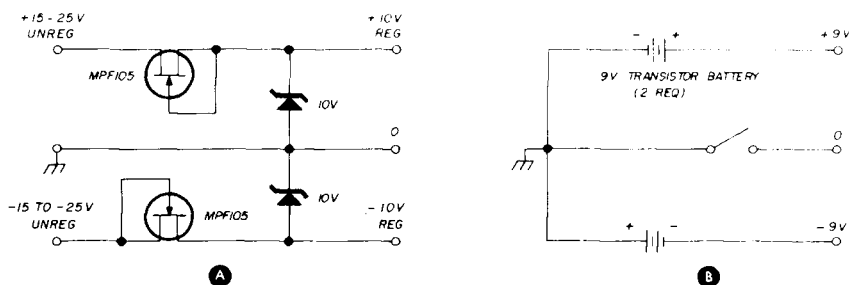 +15-25V
UNREG
+10V
REG
MPF105
10V
0
10V
-15 TO -25V
UNREG
MPF105
-10V
REG
A
- +
+9V
9V TRANSISTOR BATTERY
(2 REQ)
0
+ -
-9V
B